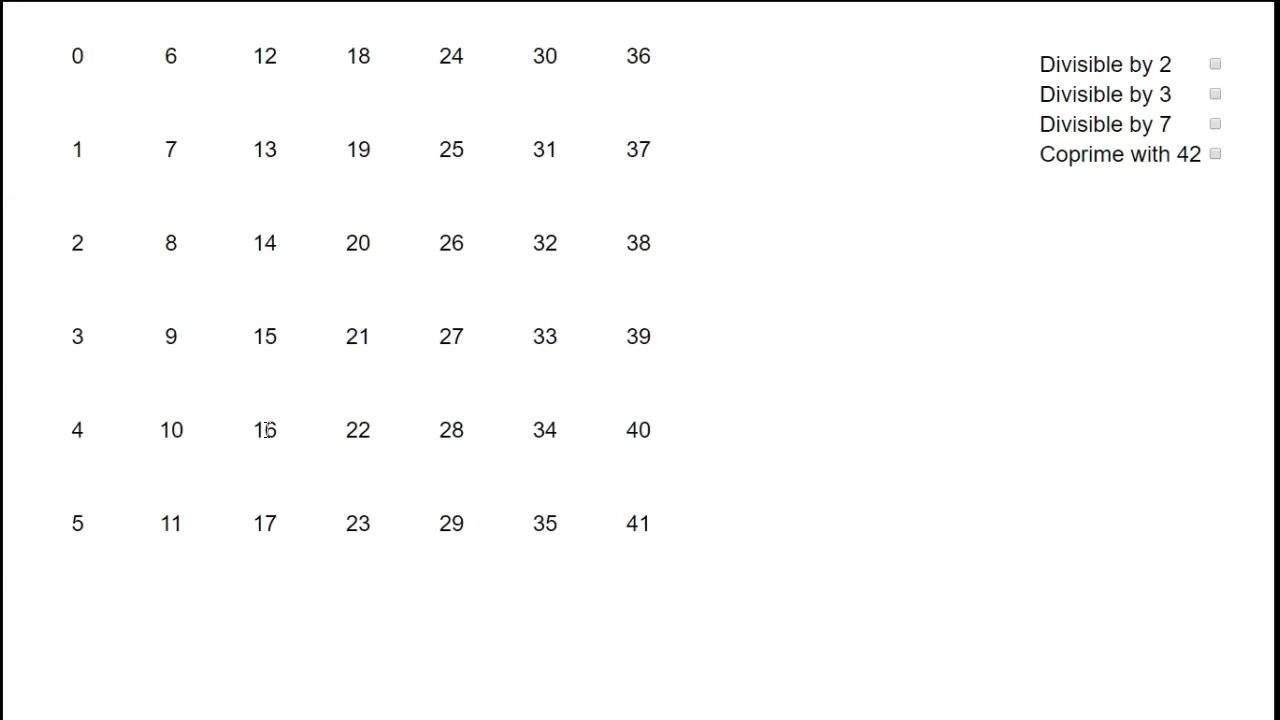 0 6 12 18 24 30 36
1 7 13 19 25 31 37
2 8 14 20 26 32 38
3 9 15 21 27 33 39
4 10 16 22 28 34 40
5 11 17 23 29 35 41
Divisible by 2
Divisible by 3
Divisible by 7
Coprime with 42